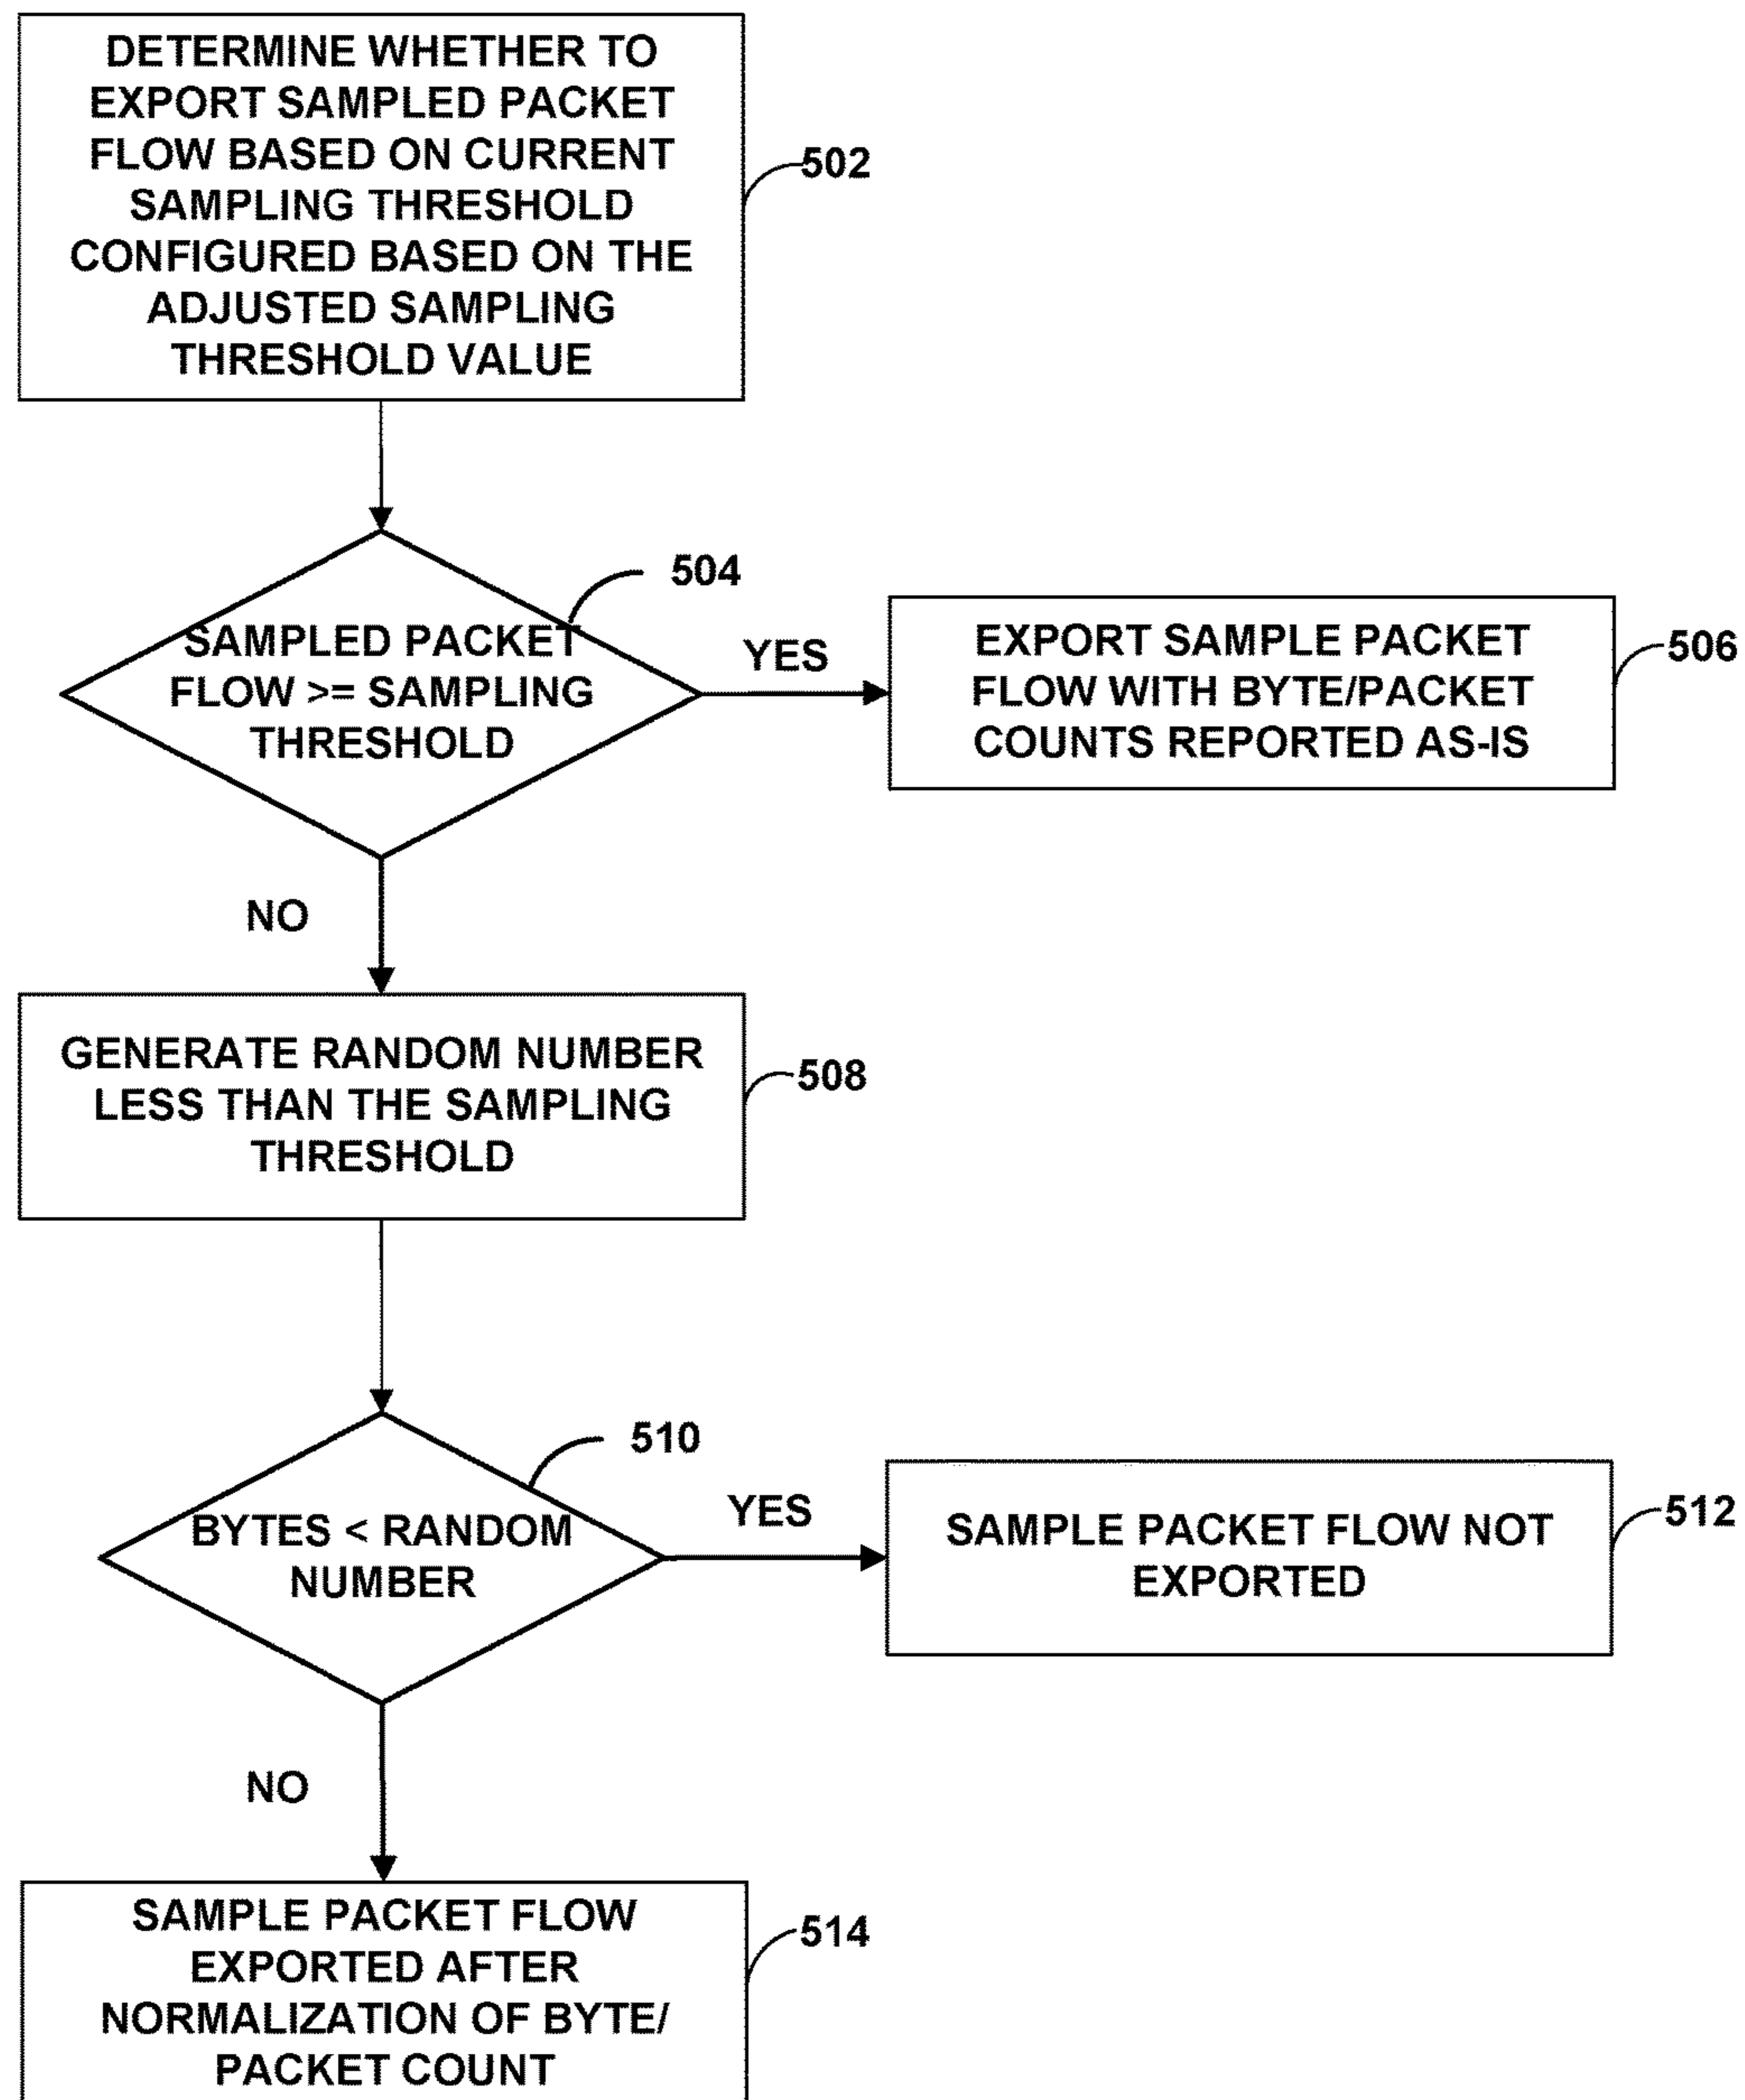 DETERMINE WHETHER TO
EXPORT SAMPLED PACKET
FLOW BASED ON CURRENT
SAMPLING THRESHOLD
CONFIGURED BASED ON THE
ADJUSTED SAMPLING
THRESHOLD VALUE
502
504
SAMPLED PACKET
FLOW >= SAMPLING
THRESHOLD
YES
EXPORT SAMPLE PACKET
FLOW WITH BYTE/PACKET
COUNTS REPORTED AS-IS
506
NO
GENERATE RANDOM NUMBER
LESS THAN THE SAMPLING
THRESHOLD
508
510
BYTES < RANDOM
NUMBER
YES
SAMPLE PACKET FLOW NOT
EXPORTED
512
NO
SAMPLE PACKET FLOW
EXPORTED AFTER
NORMALIZATION OF BYTE/
PACKET COUNT
514